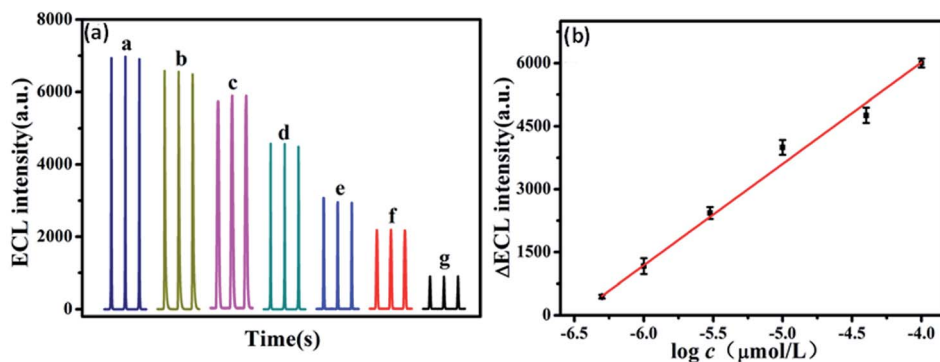 (a)
ECL intensity(a.u.)
8000
6000
4000
2000
0
a
b
c
d
e
f
g
Time(s)
(b)
ΔECL intensity(a.u.)
6000
4500
3000
1500
0
-6.5 -6.0 -5.5 -5.0 -4.5 -4.0
log c（μmol/L）